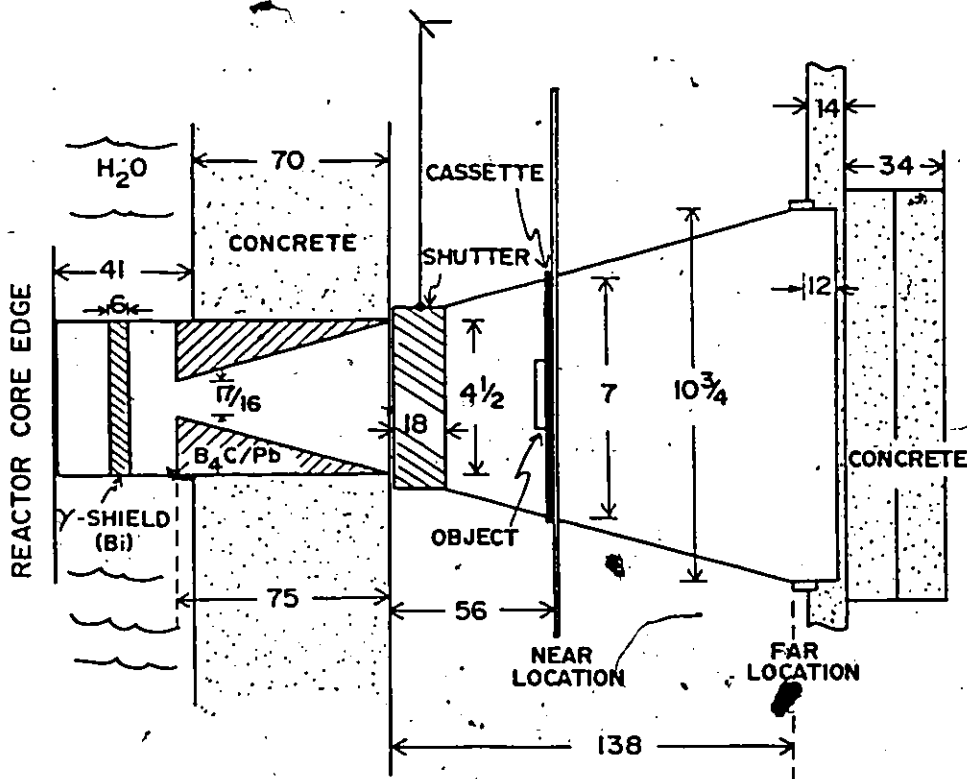 H₂O
70
CONCRETE
41
6
REACTOR CORE EDGE
17/16
B₄C/Pb
γ-SHIELD
(Bi)
75
CASSETTE
SHUTTER
18
4½
OBJECT
7
10¾
14
34
12
CONCRETE
56
NEAR
LOCATION
FAR
LOCATION
138